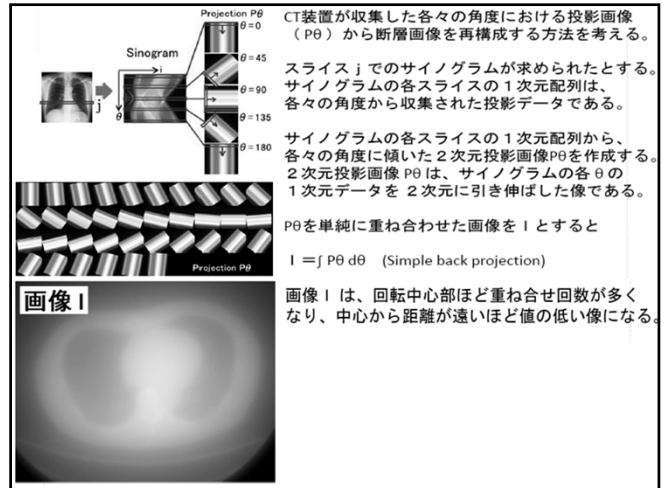 Projection Pθ
θ=0
Sinogram
i
θ=45
j
θ
θ=90
θ=135
θ=180
Projection Pθ
画像 I
CT装置が収集した各々の角度における投影画像
（Pθ）から断層画像を再構成する方法を考える。
スライス j でのサイノグラムが求められたとする。
サイノグラムの各スライスの１次元配列は、
各々の角度から収集された投影データである。
サイノグラムの各スライスの１次元配列から、
各々の角度に傾いた２次元投影画像Pθを作成する。
２次元投影画像 Pθ は、サイノグラムの各 θ の
１次元データを ２次元に引き伸ばした像である。
Pθを単純に重ね合わせた画像を I とすると
I ＝∫ Pθ dθ (Simple back projection)
画像 I は、回転中心部ほど重ね合せ回数が多く
なり、中心から距離が遠いほど値の低い像になる。